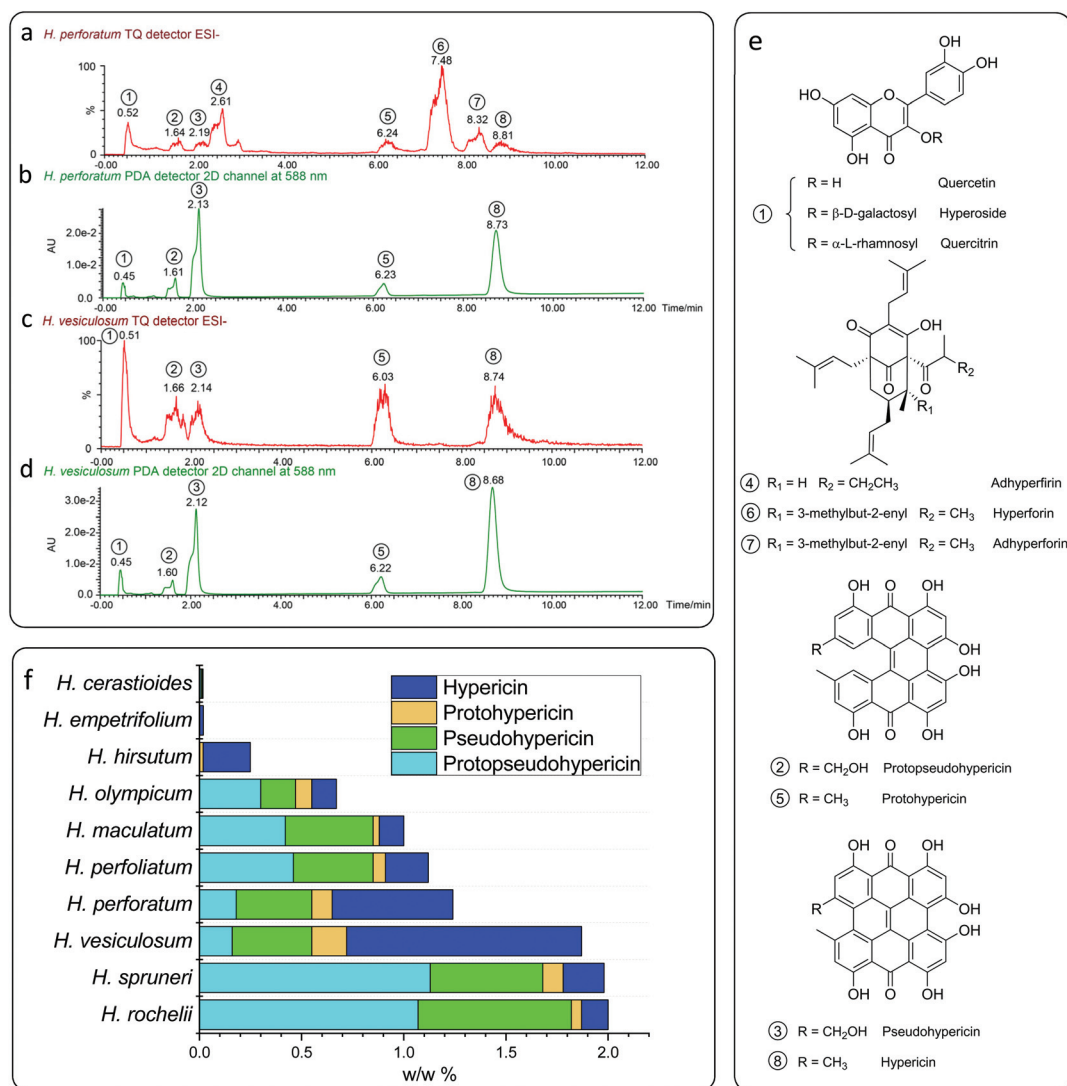 a H. perforatum TQ detector ESI-
⑥
7.48
100
①
0.52
②
1.64
③
2.19
④
2.61
⑤
6.24
⑦
8.32
⑧
8.81
%
0
-0.00 2.00 4.00 6.00 8.00 10.00 12.00
b H. perforatum PDA detector 2D channel at 588 nm
③
2.13
⑧
8.73
AU
2.0e-2
1.0e-2
0.0
①
0.45
②
1.61
⑤
6.23
-0.00 2.00 4.00 6.00 8.00 10.00 12.00 Time/min
c H. vesiculosum TQ detector ESI-
① 0.51
100
②
1.66
③
2.14
⑤
6.03
⑧
8.74
%
0
-0.00 2.00 4.00 6.00 8.00 10.00 12.00
d H. vesiculosum PDA detector 2D channel at 588 nm
③
2.12
⑧ 8.68
AU
3.0e-2
2.0e-2
1.0e-2
0.0
①
0.45
②
1.60
⑤
6.22
-0.00 2.00 4.00 6.00 8.00 10.00 12.00 Time/min
e
OH
OH
HO
O
O
R
OH O
① R = H Quercetin
R = β-D-galactosyl Hyperoside
R = α-L-rhamnosyl Quercitrin
O OH
O O R2
R1
④ R1 = H R2 = CH2CH3 Adhyperfirin
⑥ R1 = 3-methylbut-2-enyl R2 = CH3 Hyperforin
⑦ R1 = 3-methylbut-2-enyl R2 = CH3 Adhyperforin
OH O OH
R OH
OH
OH O OH
② R = CH2OH Protopseudohypericin
⑤ R = CH3 Protohypericin
OH O OH
R OH
OH
OH O OH
③ R = CH2OH Pseudohypericin
⑧ R = CH3 Hypericin
f
Hypericin
Protohypericin
Pseudohypericin
Protopseudohypericin
H. cerastioides
H. empetrifolium
H. hirsutum
H. olympicum
H. maculatum
H. perfoliatum
H. perforatum
H. vesiculosum
H. spruneri
H. rochelii
0.0 0.5 1.0 1.5 2.0
w/w %